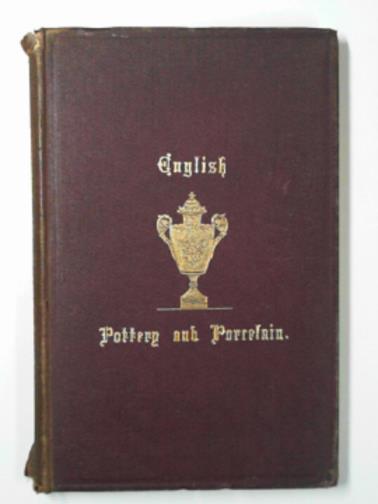 English
Pottery and Porcelain.